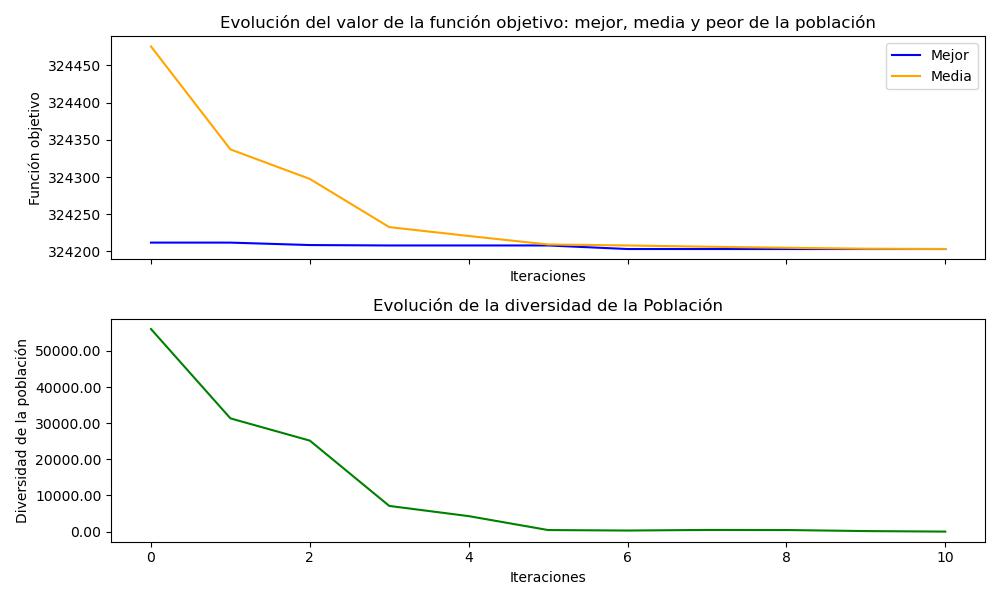 Evolución del valor de la función objetivo: mejor, media y peor de la población
Función objetivo
324450
324400
324350
324300
324250
324200
Mejor
Media
Iteraciones
Evolución de la diversidad de la Población
Diversidad de la población
50000.00
40000.00
30000.00
20000.00
10000.00
0.00
0 2 4 6 8 10
Iteraciones